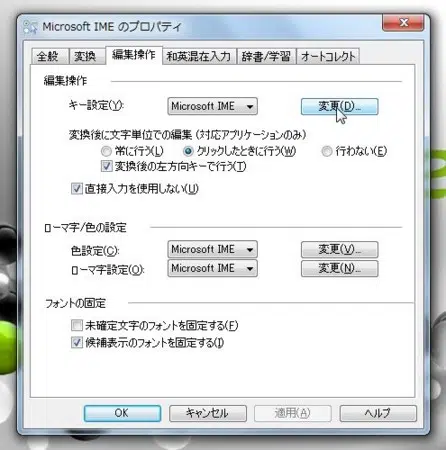 Microsoft IME のプロパティ
全般 変換 編集操作 和英混在入力 辞書/学習 オートコレクト
編集操作
キー設定(Y): Microsoft IME 変更(D)...
変換後に文字単位での編集 (対応アプリケーションのみ)
常に行う(L) クリックしたときに行う(W) 行わない(E)
変換後の左方向キーで行う(T)
直接入力を使用しない(U)
ローマ字/色の設定
色設定(C): Microsoft IME 変更(V)...
ローマ字設定(O): Microsoft IME 変更(N)...
フォントの固定
未確定文字のフォントを固定する(F)
候補表示のフォントを固定する(I)
OK キャンセル 適用(A) ヘルプ